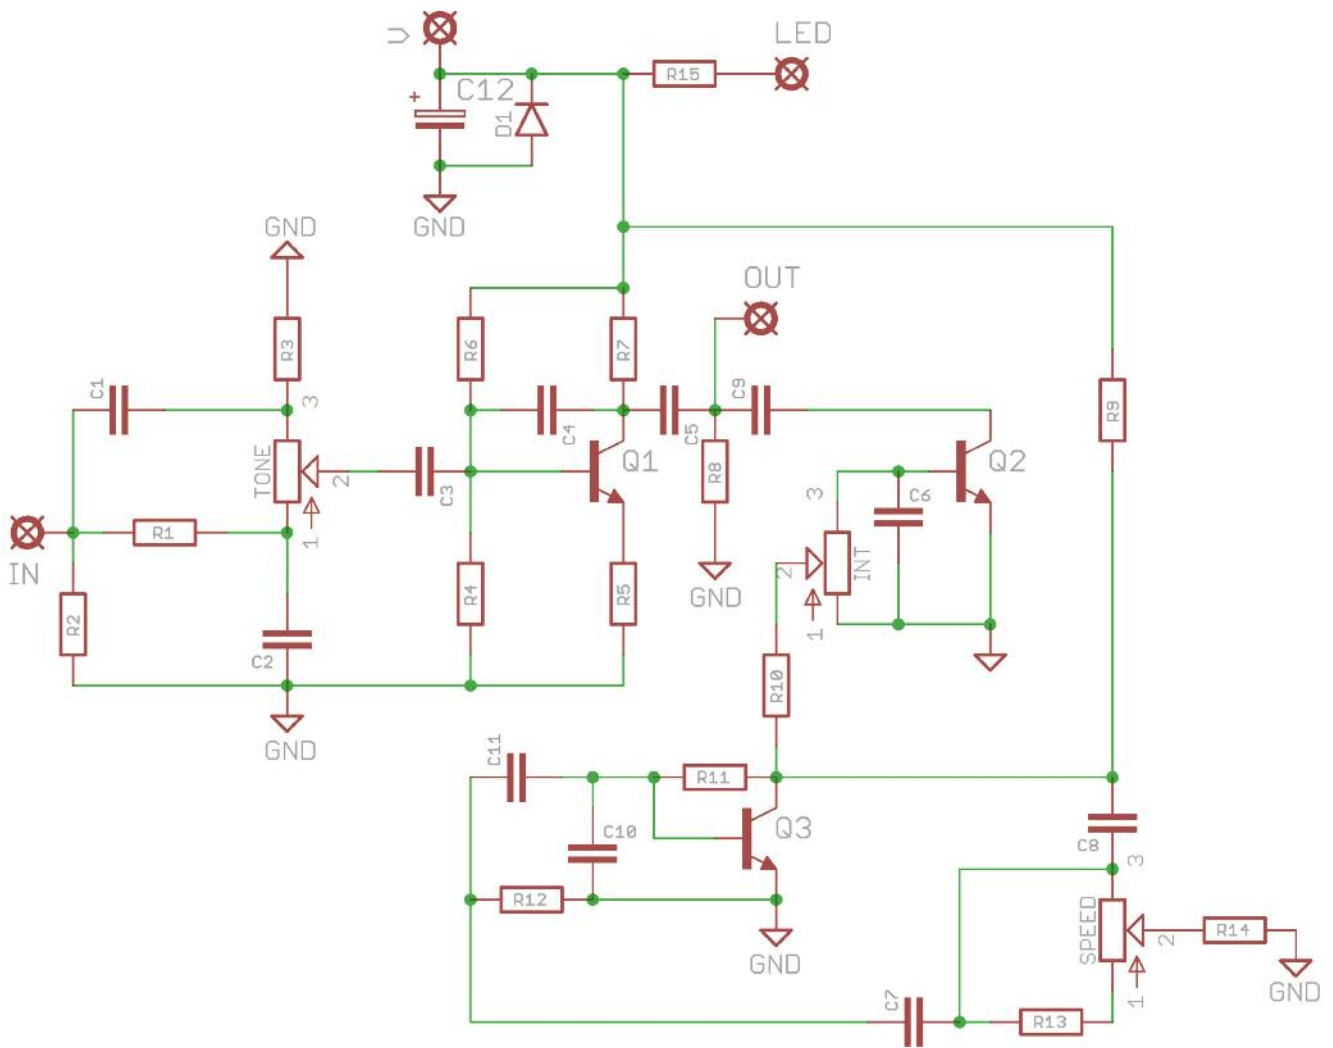 U
LED
R15
+
C12
D1
GND
GND
OUT
R3
R6
R7
C1
3
C4
C5
C9
R9
TONE
2
C3
Q1
R8
Q2
3
C6
1
IN
R1
R2
R4
R5
GND
2
INT
1
C2
R10
GND
C11
R11
Q3
C10
C8
3
R12
SPEED
2
R14
GND
C7
1
GND
R13